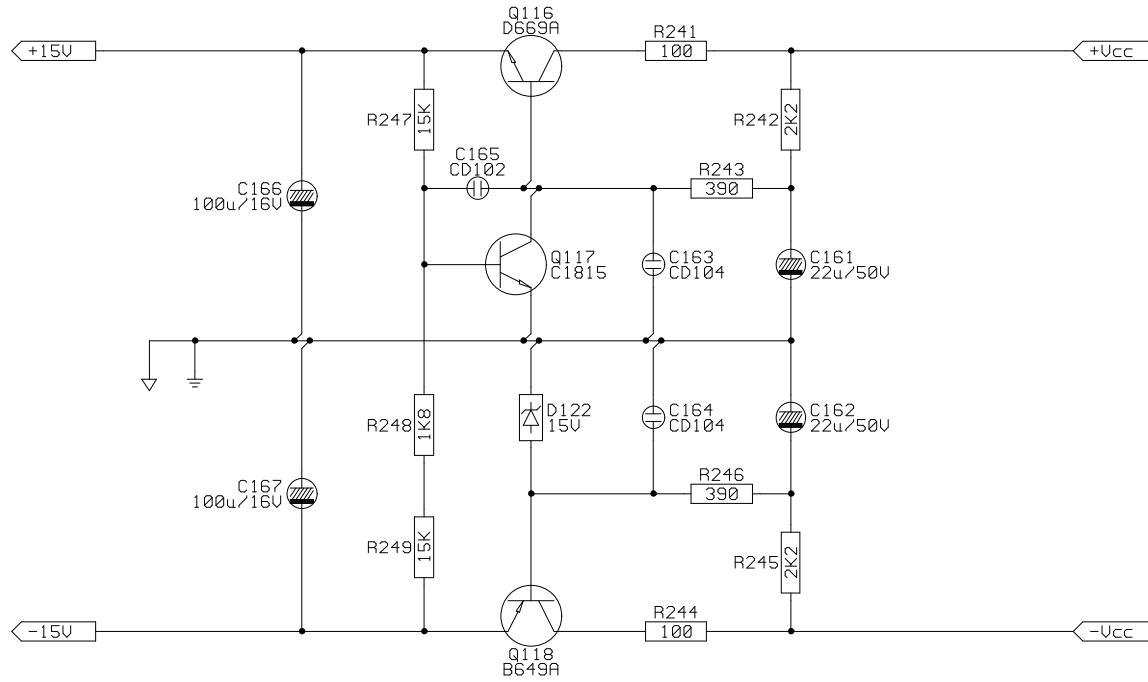 Q116
D669A
R241
100
+15V
+Vcc
R247
15K
R242
2K2
C165
CD102
R243
390
C166
100u/16V
Q117
C1815
C163
CD104
C161
22u/50V
R248
1K8
D122
15V
C164
CD104
C162
22u/50V
R246
390
C167
100u/16V
R249
15K
R245
2K2
R244
100
-15V
-Vcc
Q118
B649A